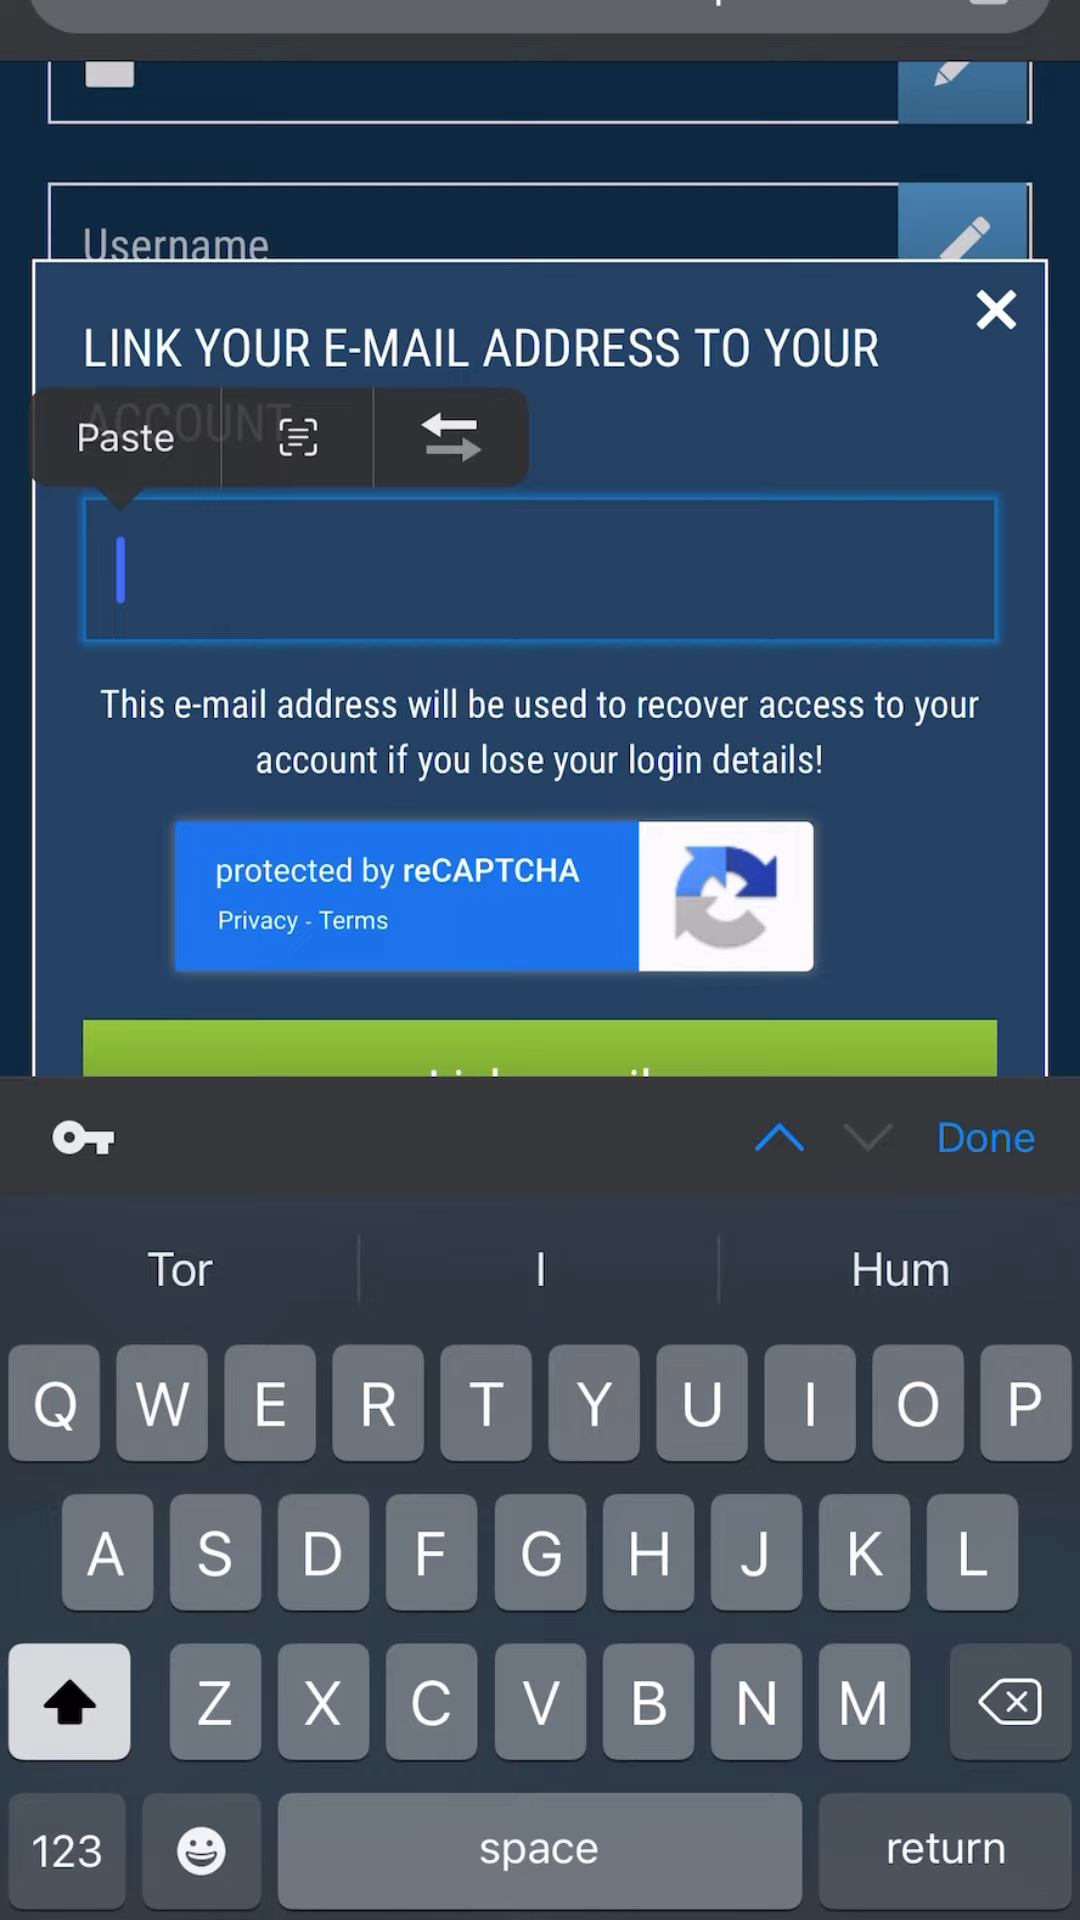 Username
LINK YOUR E-MAIL ADDRESS TO YOUR
ACCOUNT
Paste
This e-mail address will be used to recover access to your
account if you lose your login details!
protected by reCAPTCHA
Privacy - Terms
Done
Tor
I
Hum
Q W E R T Y U I O P
A S D F G H J K L
Z X C V B N M
123
space
return